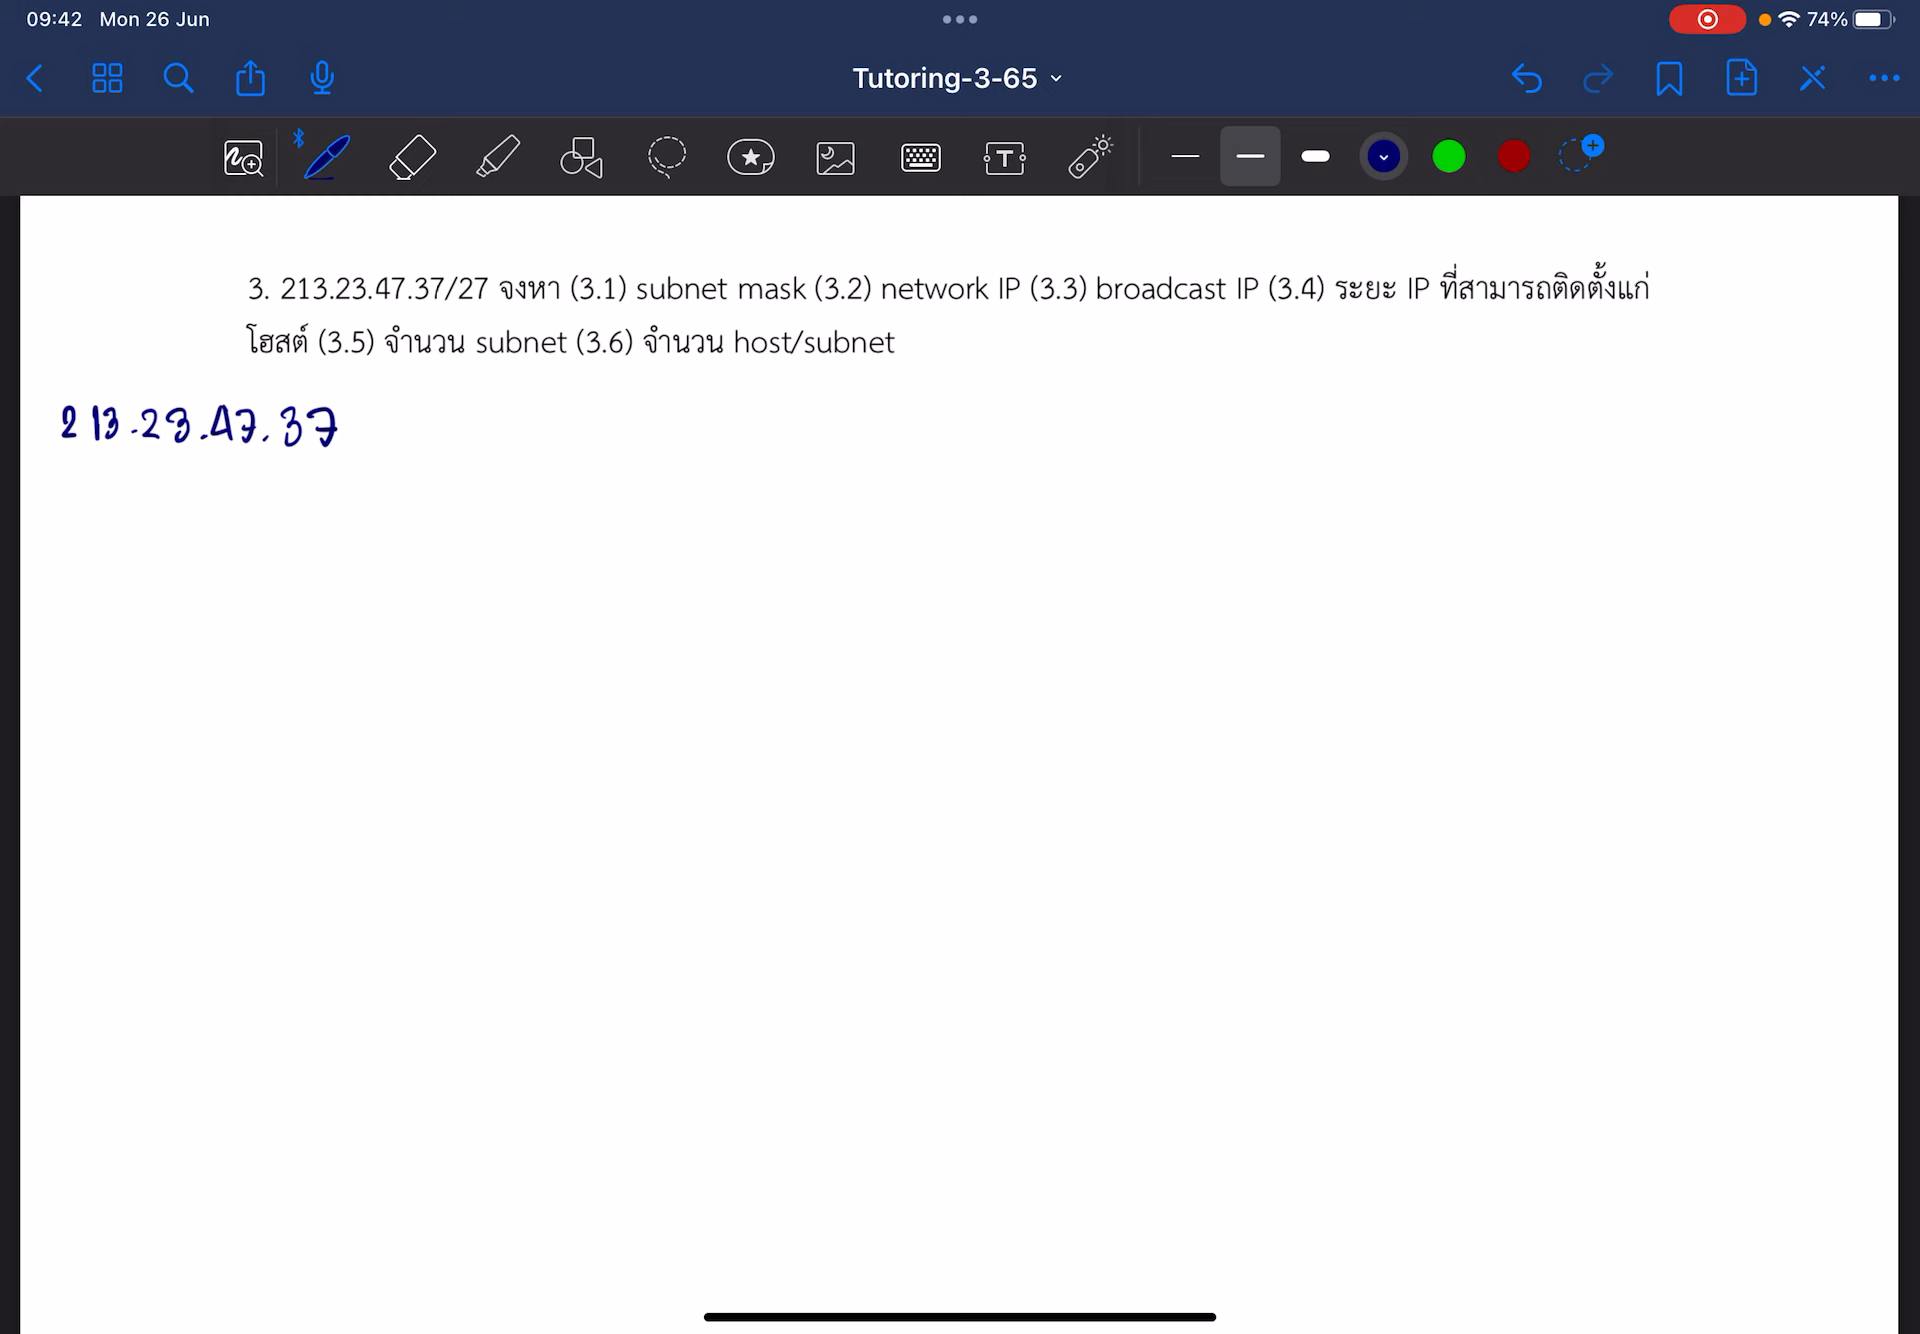 09:42 Mon 26 Jun
74%
Tutoring-3-65
T
3. 213.23.47.37/27 จงหา (3.1) subnet mask (3.2) network IP (3.3) broadcast IP (3.4) ระยะ IP ที่สามารถติดตั้งแก่
โฮสต์ (3.5) จำนวน subnet (3.6) จำนวน host/subnet
213.23.47.37